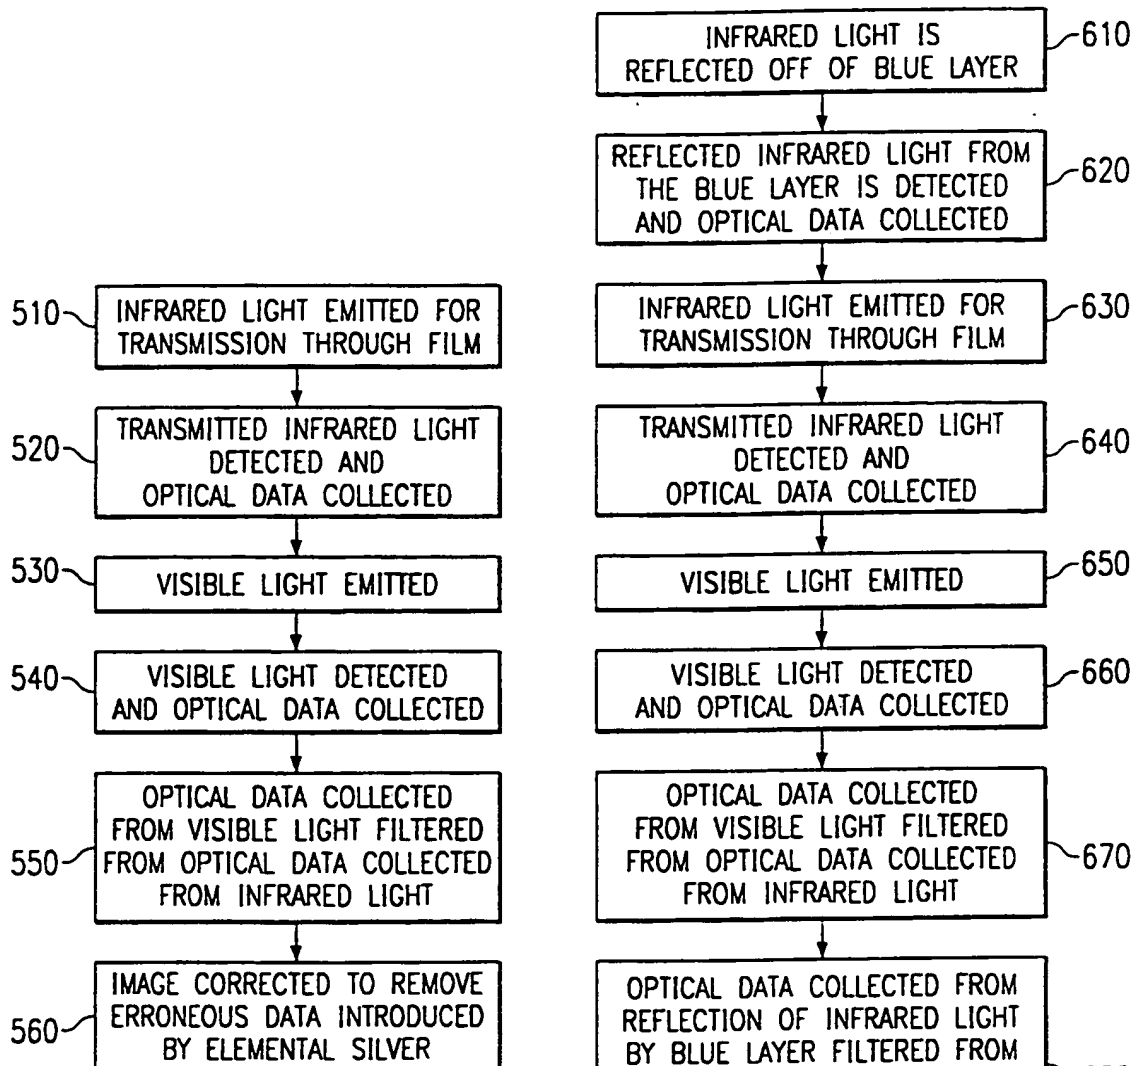 510
INFRARED LIGHT EMITTED FOR
TRANSMISSION THROUGH FILM
520
TRANSMITTED INFRARED LIGHT
DETECTED AND
OPTICAL DATA COLLECTED
530
VISIBLE LIGHT EMITTED
540
VISIBLE LIGHT DETECTED
AND OPTICAL DATA COLLECTED
550
OPTICAL DATA COLLECTED
FROM VISIBLE LIGHT FILTERED
FROM OPTICAL DATA COLLECTED
FROM INFRARED LIGHT
560
IMAGE CORRECTED TO REMOVE
ERRONEOUS DATA INTRODUCED
BY ELEMENTAL SILVER
INFRARED LIGHT IS
REFLECTED OFF OF BLUE LAYER
610
REFLECTED INFRARED LIGHT FROM
THE BLUE LAYER IS DETECTED
AND OPTICAL DATA COLLECTED
620
INFRARED LIGHT EMITTED FOR
TRANSMISSION THROUGH FILM
630
TRANSMITTED INFRARED LIGHT
DETECTED AND
OPTICAL DATA COLLECTED
640
VISIBLE LIGHT EMITTED
650
VISIBLE LIGHT DETECTED
AND OPTICAL DATA COLLECTED
660
OPTICAL DATA COLLECTED
FROM VISIBLE LIGHT FILTERED
FROM OPTICAL DATA COLLECTED
FROM INFRARED LIGHT
670
OPTICAL DATA COLLECTED FROM
REFLECTION OF INFRARED LIGHT
BY BLUE LAYER FILTERED FROM